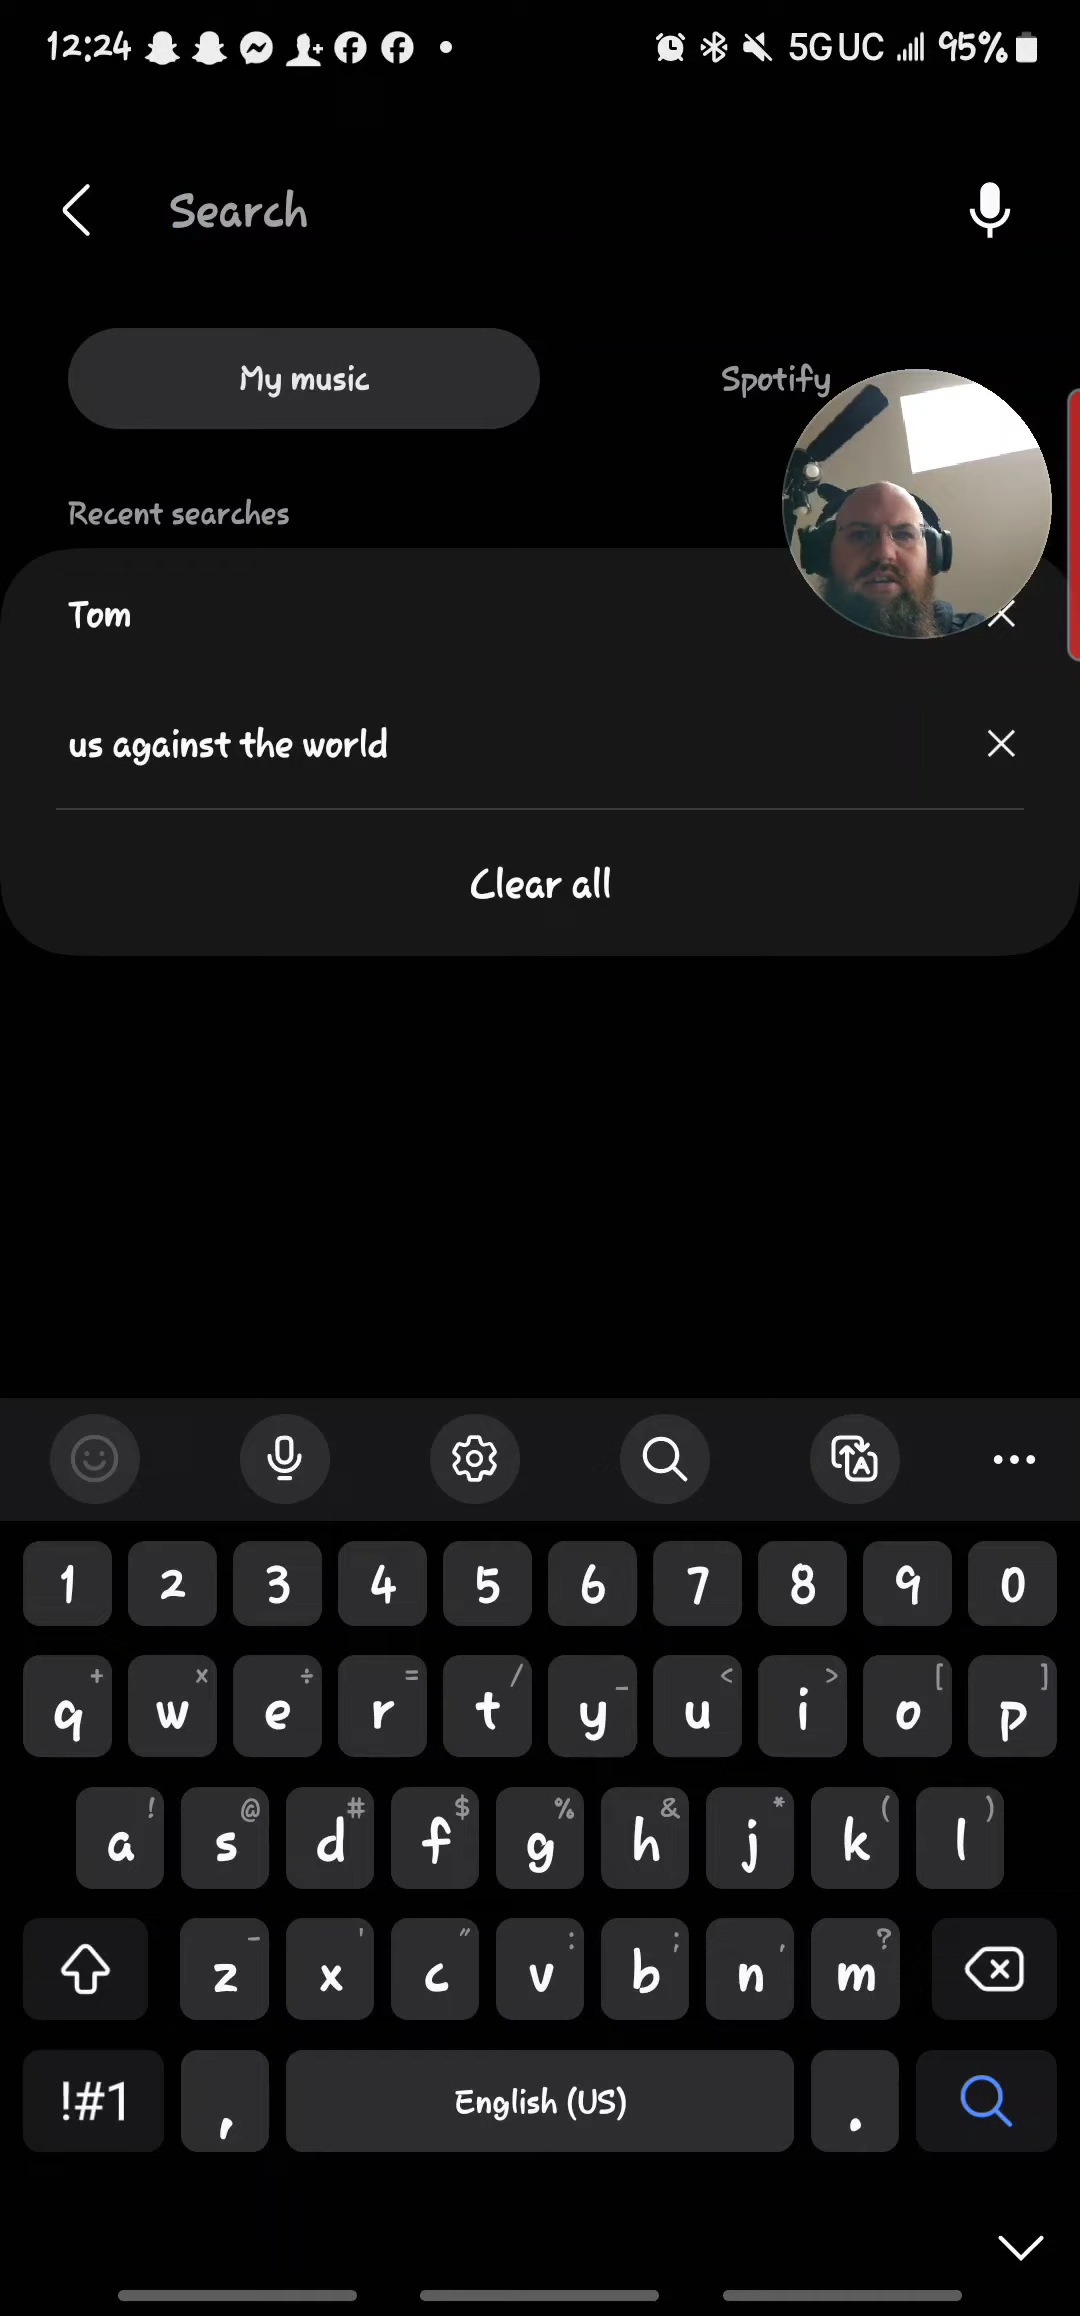 12:24 5G UC 95%
Search
My music Spotify
Recent searches
Tom
us against the world
Clear all
1 2 3 4 5 6 7 8 9 0
+ × ÷ = / _ < > [ ]
q w e r t y u i o p
! @ # $ % & * ( )
a s d f g h j k l
- ' " : ; , ?
z x c v b n m
!#1 , English (US) .